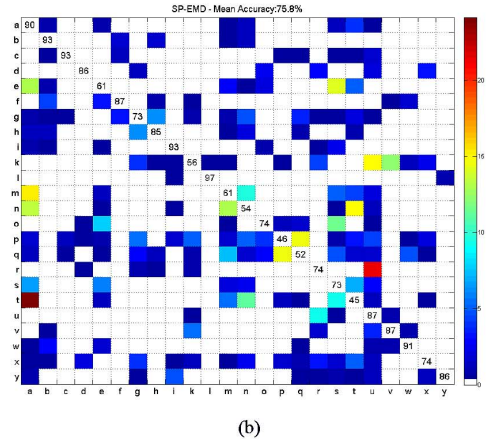 SP-EMD - Mean Accuracy:75.8%
a 90
b 93
c 93
d 86
e 61
f 87
g 73
h 85
i 93
k 56
l 97
m 61
n 54
o 74
p 46
q 52
r 74
s 73
t 45
u 87
v 87
w 91
x 74
y 86
a b c d e f g h i k l m n o p q r s t u v w x y
20
15
10
5
0
(b)